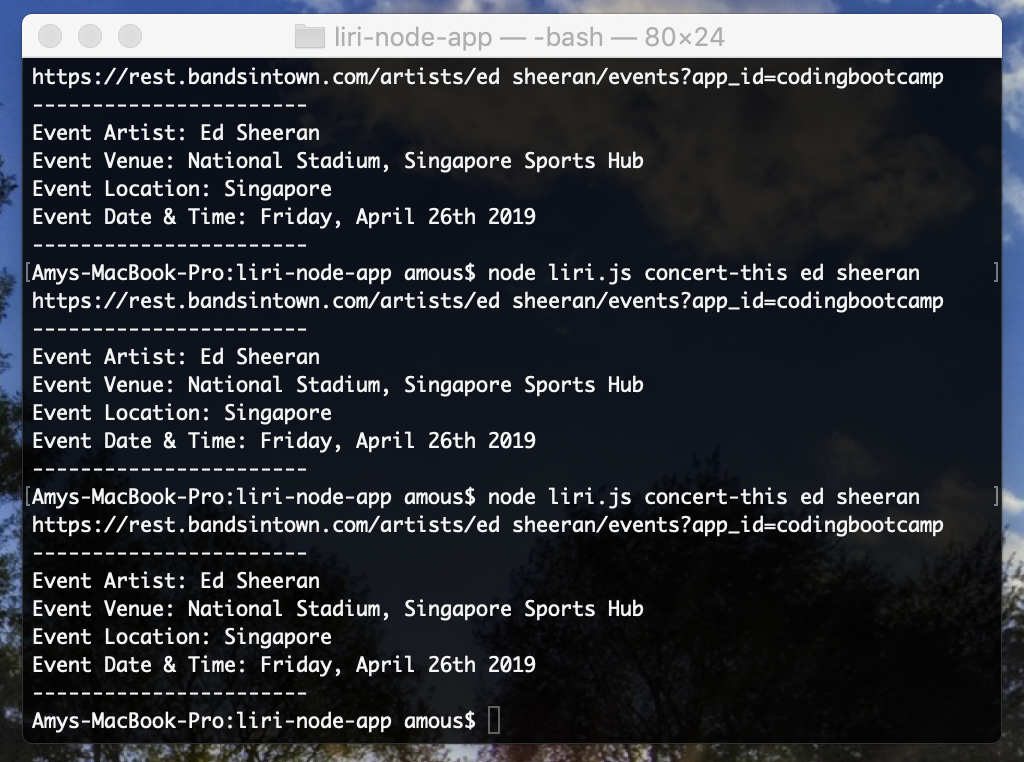 liri-node-app — -bash — 80×24
https://rest.bandsintown.com/artists/ed sheeran/events?app_id=codingbootcamp
-----------------------
Event Artist: Ed Sheeran
Event Venue: National Stadium, Singapore Sports Hub
Event Location: Singapore
Event Date & Time: Friday, April 26th 2019
-----------------------
[Amys-MacBook-Pro:liri-node-app amous$ node liri.js concert-this ed sheeran ]
https://rest.bandsintown.com/artists/ed sheeran/events?app_id=codingbootcamp
-----------------------
Event Artist: Ed Sheeran
Event Venue: National Stadium, Singapore Sports Hub
Event Location: Singapore
Event Date & Time: Friday, April 26th 2019
-----------------------
[Amys-MacBook-Pro:liri-node-app amous$ node liri.js concert-this ed sheeran ]
https://rest.bandsintown.com/artists/ed sheeran/events?app_id=codingbootcamp
-----------------------
Event Artist: Ed Sheeran
Event Venue: National Stadium, Singapore Sports Hub
Event Location: Singapore
Event Date & Time: Friday, April 26th 2019
-----------------------
Amys-MacBook-Pro:liri-node-app amous$